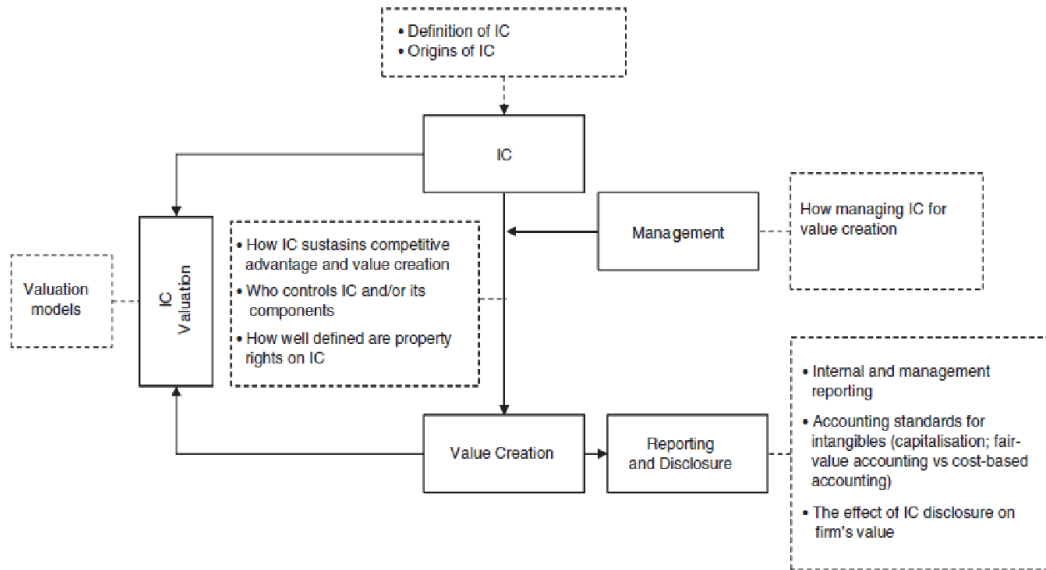 • Definition of IC
• Origins of IC
IC
Management
How managing IC for
value creation
Valuation
models
IC
Valuation
• How IC sustasins competitive
advantage and value creation
• Who controls IC and/or its
components
• How well defined are property
rights on IC
Value Creation
Reporting
and Disclosure
• Internal and management
reporting
• Accounting standards for
intangibles (capitalisation; fair-
value accounting vs cost-based
accounting)
• The effect of IC disclosure on
firm's value